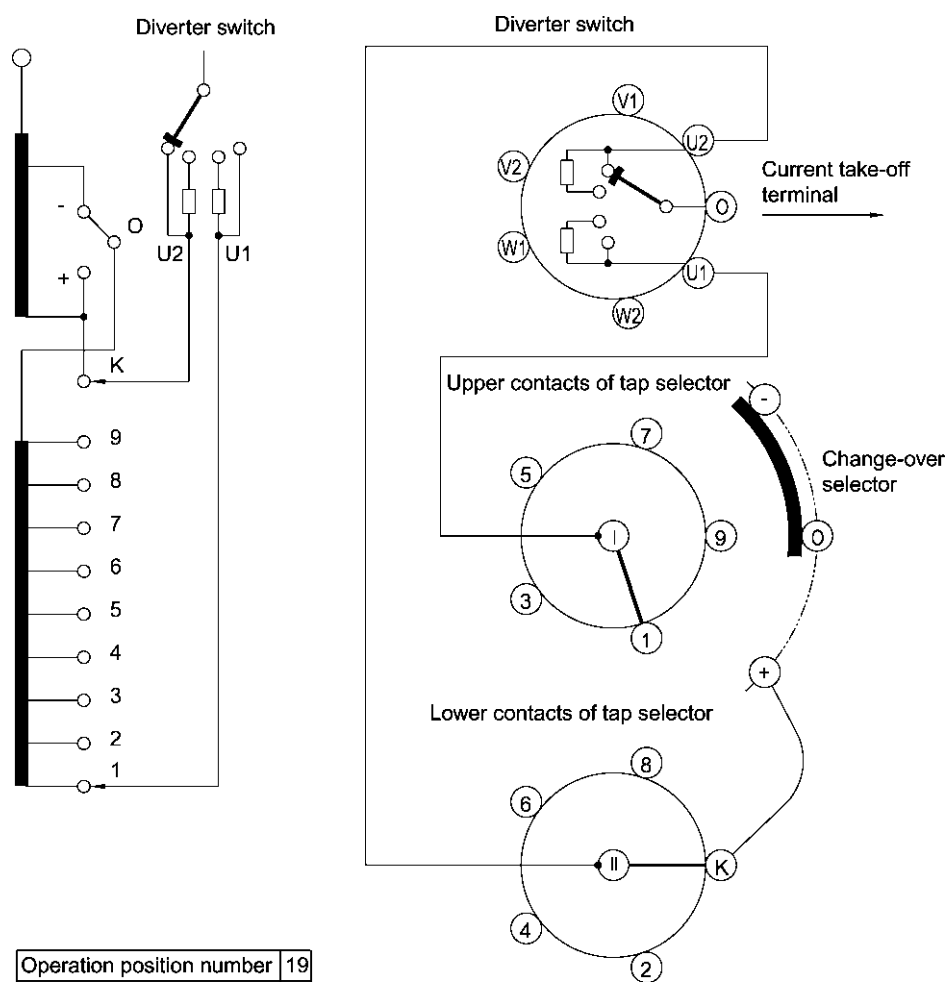 Diverter switch
-
O
+
U2 U1
K
9
8
7
6
5
4
3
2
1
Operation position number 19
Diverter switch
V1
U2
V2
O
Current take-off
terminal
W1
U1
W2
Upper contacts of tap selector
-
7
5
Change-over
selector
I
9
O
3
1
+
Lower contacts of tap selector
8
6
II
K
4
2